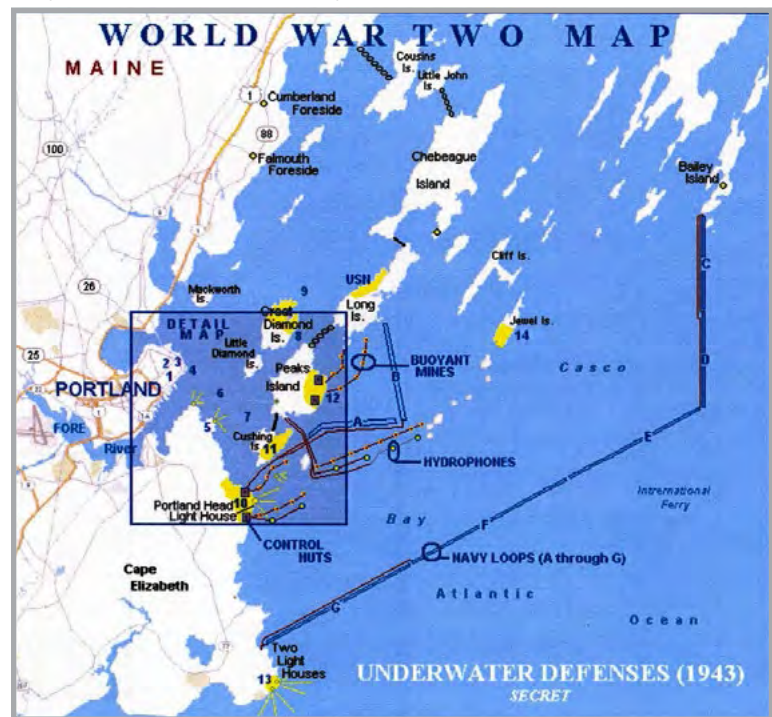 WORLD WAR TWO MAP
MAINE
Cousins
Is.
Little John
Is.
1
Cumberland
Foreside
88
100
Falmouth
Foreside
Chebeague
Island
Bailey
Island
Cliff Is.
C
26
Mackworth
Is.
9
USN
Long
Is.
Great
Diamond
Is.
8
DETAIL
MAP
Little
Diamond
Is.
Jewel Is.
14
25
2
3
4
1
PORTLAND
Peaks
Island
12
BUOYANT
MINES
B
D
Casco
6
7
5
A
FORE
River
Cushing
Is.
11
E
HYDROPHONES
10
Portland Head
Light House
International
Ferry
Bay
F
CONTROL
HUTS
NAVY LOOPS (A through G)
Cape
Elizabeth
G
Atlantic
Ocean
77
Two
Light
Houses
13
UNDERWATER DEFENSES (1943)
SECRET